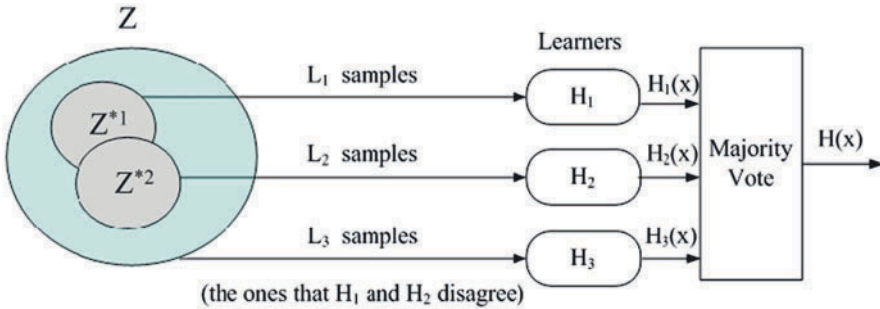 Z
Learners
L₁ samples
H₁
H₁(x)
Z*1
L₂ samples
H₂
H₂(x)
Majority
Vote
H(x)
Z*2
L₃ samples
H₃
H₃(x)
(the ones that H₁ and H₂ disagree)